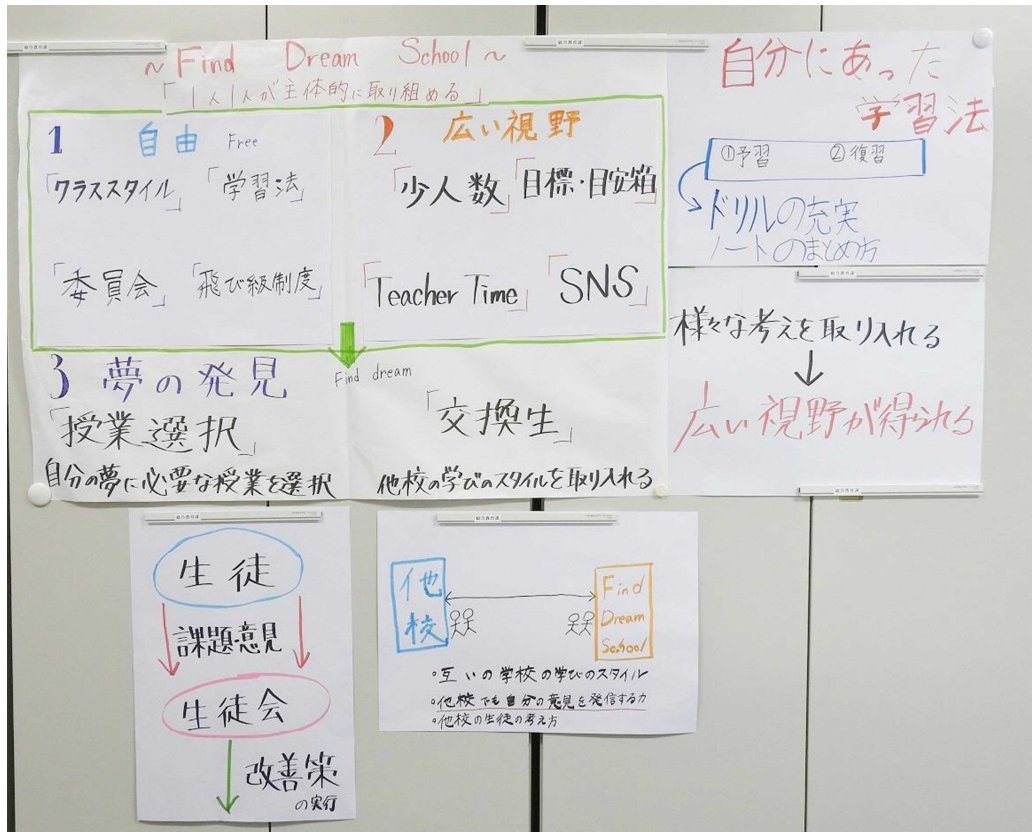 ~ Find Dream School ~
「1人1人が主体的に取り組める」
1 自由 Free
「クラススタイル」 「学習法」
「委員会」 「飛び級制度」
2 広い視野
「少人数」 「目標・目安箱」
「Teacher Time」 「SNS」
3 夢の発見 Find dream
「授業選択」
自分の夢に必要な授業を選択
「交換生」
他校の学びのスタイルを取り入れる
自分にあった
学習法
①予習 ②復習
ドリルの充実
ノートのまとめ方
様々な考えを取り入れる
広い視野が得られる
生徒
課題・意見
生徒会
改善策
の実行
他校
Find
Dream
School
・互いの学校の学びのスタイル
・他校でも自分の意見を発信する力
・他校の生徒の考え方